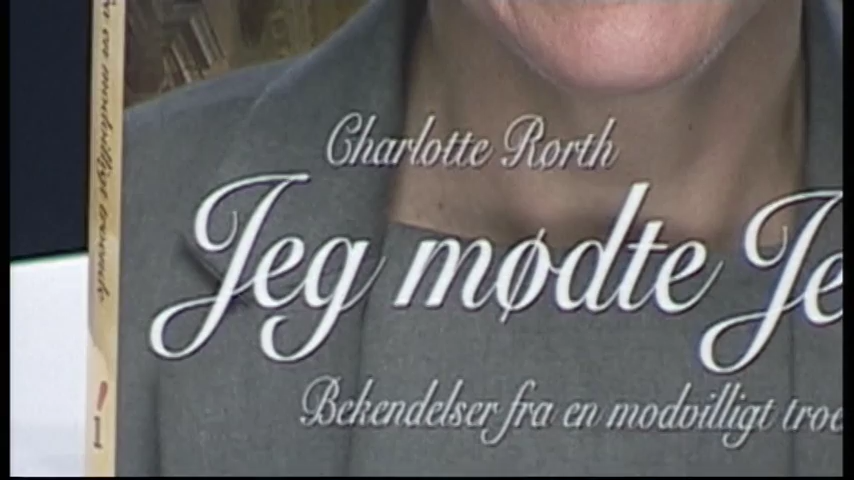 Charlotte Rørth
Jeg mødte Je
Bekendelser fra en modvilligt troe